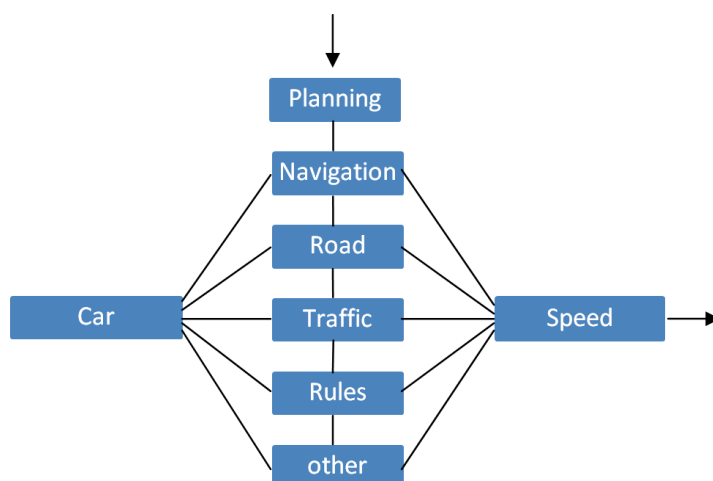 Planning
Navigation
Road
Car
Traffic
Speed
Rules
other